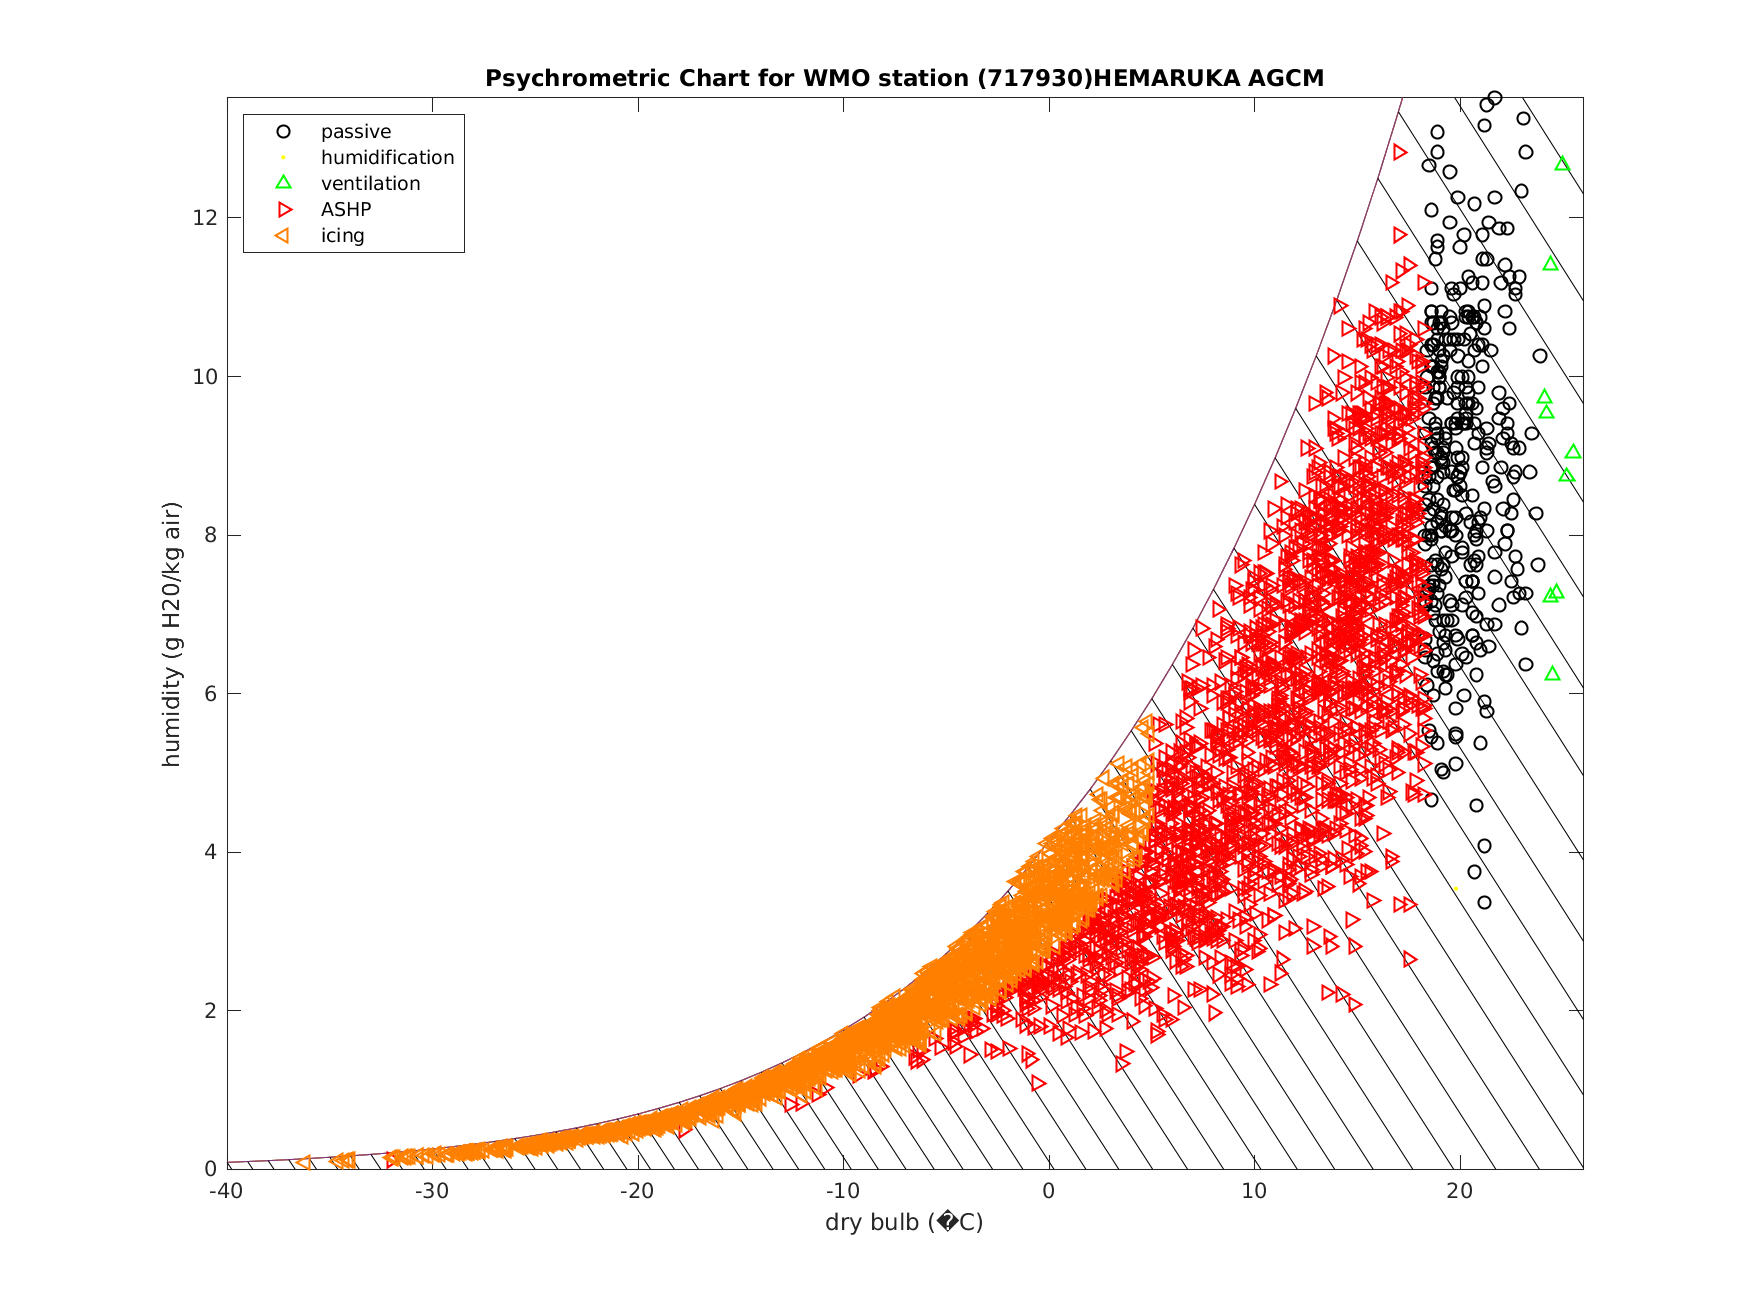 Psychrometric Chart for WMO station (717930)HEMARUKA AGCM
passive
humidification
ventilation
ASHP
icing
humidity (g H20/kg air)
12
10
8
6
4
2
0
-40 -30 -20 -10 0 10 20
dry bulb (�C)